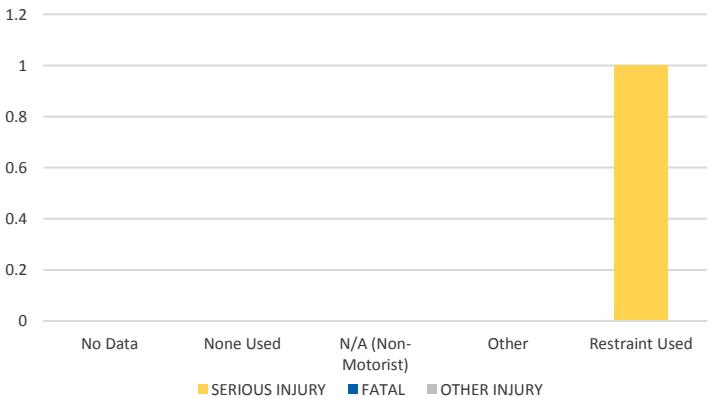 1.2
1
0.8
0.6
0.4
0.2
0
No Data
None Used
N/A (Non-
Motorist)
Other
Restraint Used
SERIOUS INJURY
FATAL
OTHER INJURY